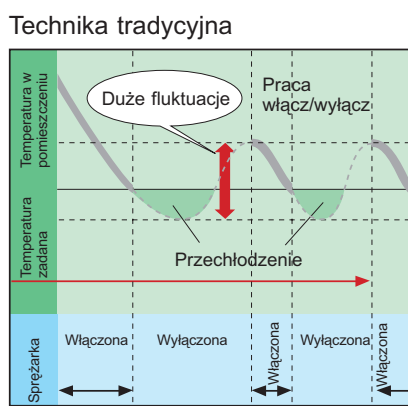 Technika tradycyjna
Temperatura w
pomieszczeniu
Duże fluktuacje
Praca
włącz/wyłącz
Temperatura
zadana
Przechłodzenie
Sprężarka
Włączona
Wyłączona
Włączona
Wyłączona
Włączona